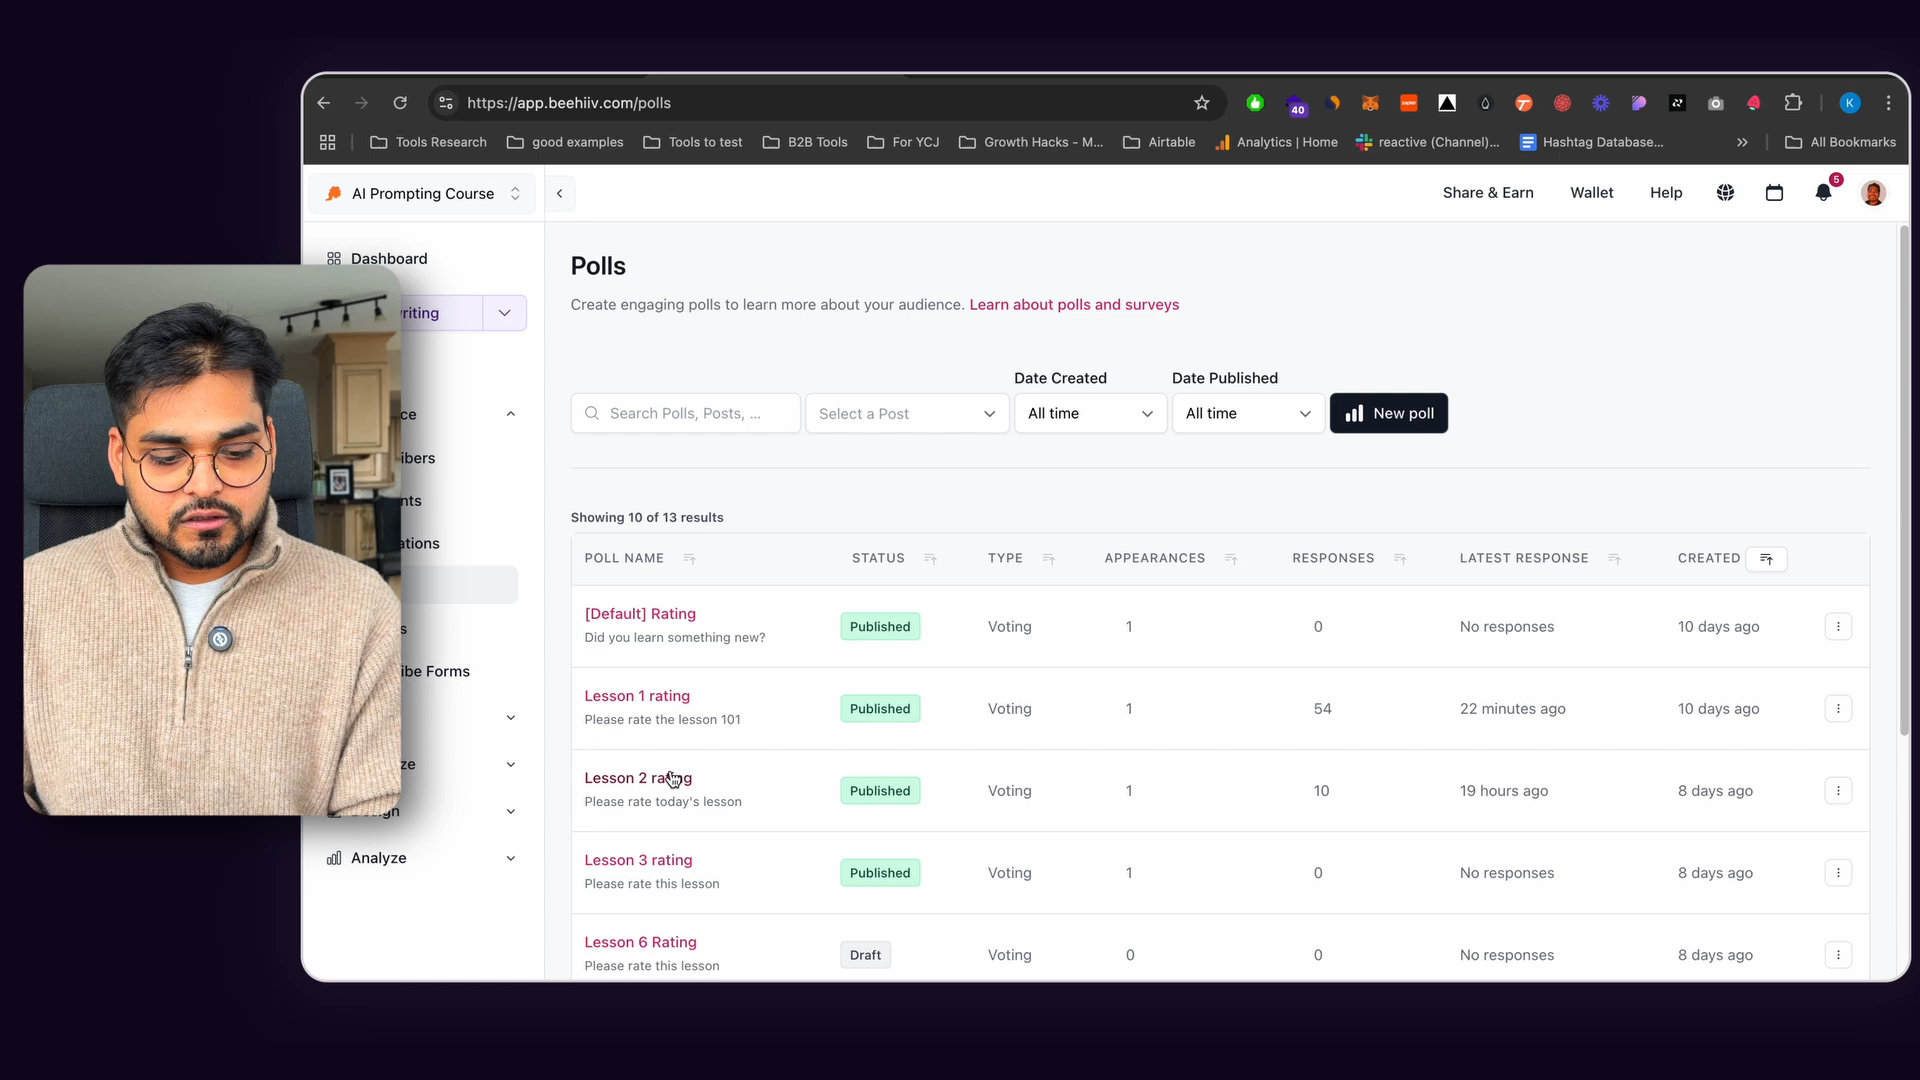 https://app.beehiiv.com/polls
40
K
Tools Research
good examples
Tools to test
B2B Tools
For YCJ
Growth Hacks - M...
Airtable
Analytics | Home
reactive (Channel)...
Hashtag Database...
All Bookmarks
AI Prompting Course
Share & Earn
Wallet
Help
5
Dashboard
riting
ce
ibers
nts
ations
s
ibe Forms
ze
Analyze
Polls
Create engaging polls to learn more about your audience. Learn about polls and surveys
Date Created
Date Published
Search Polls, Posts, ...
Select a Post
All time
All time
New poll
Showing 10 of 13 results
POLL NAME STATUS TYPE APPEARANCES RESPONSES LATEST RESPONSE CREATED
[Default] Rating
Did you learn something new?
Published Voting 1 0 No responses 10 days ago
Lesson 1 rating
Please rate the lesson 101
Published Voting 1 54 22 minutes ago 10 days ago
Lesson 2 rating
Please rate today's lesson
Published Voting 1 10 19 hours ago 8 days ago
Lesson 3 rating
Please rate this lesson
Published Voting 1 0 No responses 8 days ago
Lesson 6 Rating
Please rate this lesson
Draft Voting 0 0 No responses 8 days ago